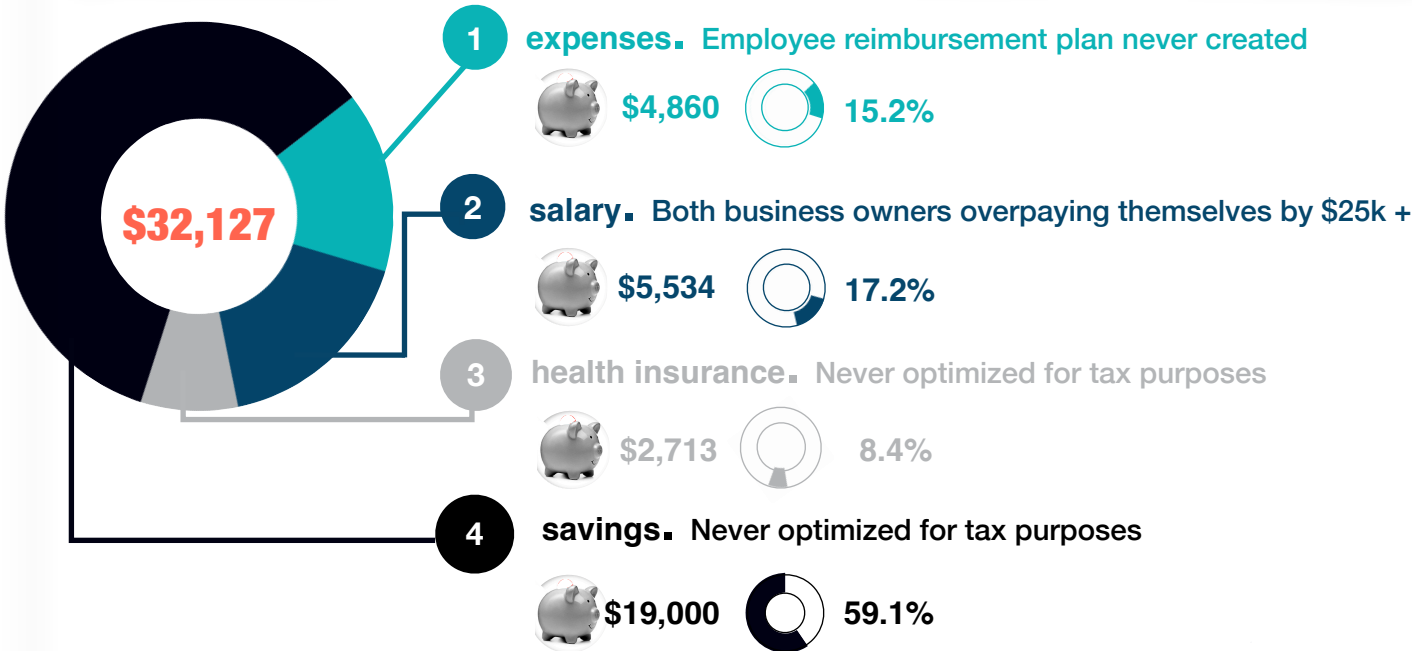 1 expenses. Employee reimbursement plan never created
$4,860 15.2%
$32,127
2 salary. Both business owners overpaying themselves by $25k +
$5,534 17.2%
3 health insurance. Never optimized for tax purposes
$2,713 8.4%
4 savings. Never optimized for tax purposes
$19,000 59.1%